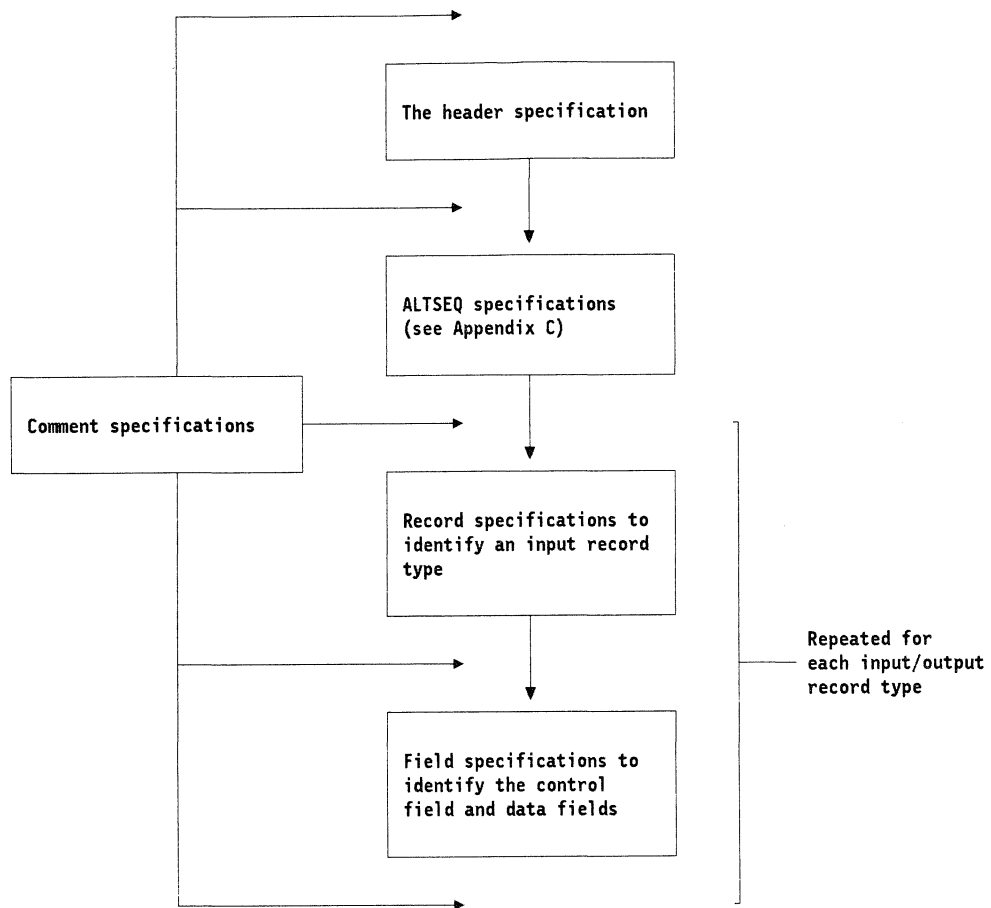 The header specification
ALTSEQ specifications
(see Appendix C)
Comment specifications
Record specifications to
identify an input record
type
Repeated for
each input/output
record type
Field specifications to
identify the control
field and data fields